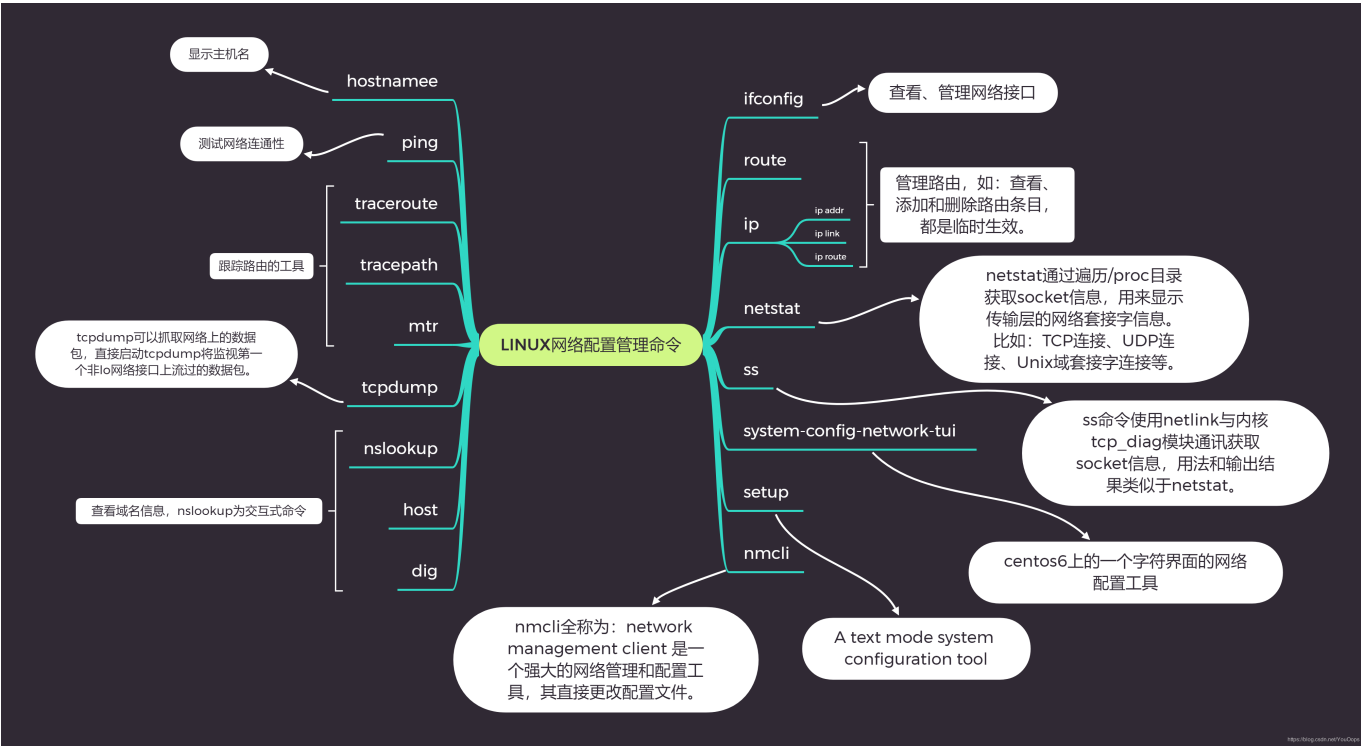 显示主机名
hostnamee
测试网络连通性
ping
traceroute
跟踪路由的工具
tracepath
mtr
tcpdump可以抓取网络上的数据
包，直接启动tcpdump将监视第一
个非lo网络接口上流过的数据包。
tcpdump
nslookup
查看域名信息，nslookup为交互式命令
host
dig
LINUX网络配置管理命令
ifconfig
查看、管理网络接口
route
管理路由，如：查看、
添加和删除路由条目，
都是临时生效。
ip
ip addr
ip link
ip route
netstat
netstat通过遍历/proc目录
获取socket信息，用来显示
传输层的网络套接字信息。
比如：TCP连接、UDP连
接、Unix域套接字连接等。
ss
ss命令使用netlink与内核
tcp_diag模块通讯获取
socket信息，用法和输出结
果类似于netstat。
system-config-network-tui
centos6上的一个字符界面的网络
配置工具
setup
A text mode system
configuration tool
nmcli
nmcli全称为：network
management client 是一
个强大的网络管理和配置工
具，其直接更改配置文件。
https://blog.csdn.net/YouOops